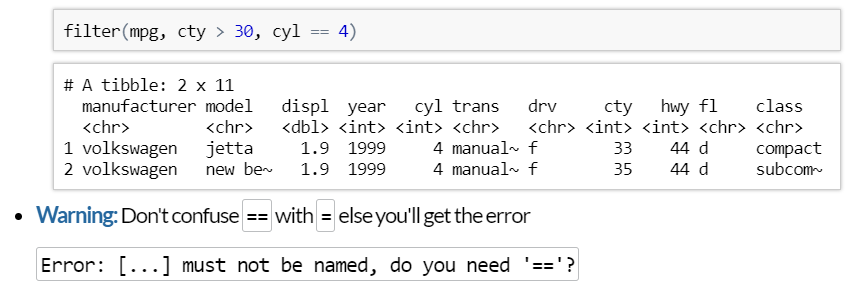 filter(mpg, cty > 30, cyl == 4)
# A tibble: 2 x 11
  manufacturer model   displ  year   cyl trans   drv     cty   hwy fl    class
  <chr>        <chr>   <dbl> <int> <int> <chr>   <chr> <int> <int> <chr> <chr>
1 volkswagen   jetta     1.9  1999     4 manual~ f        33    44 d     compact
2 volkswagen   new be~   1.9  1999     4 manual~ f        35    44 d     subcom~
• Warning: Don't confuse == with = else you'll get the error
Error: [...] must not be named, do you need '=='?